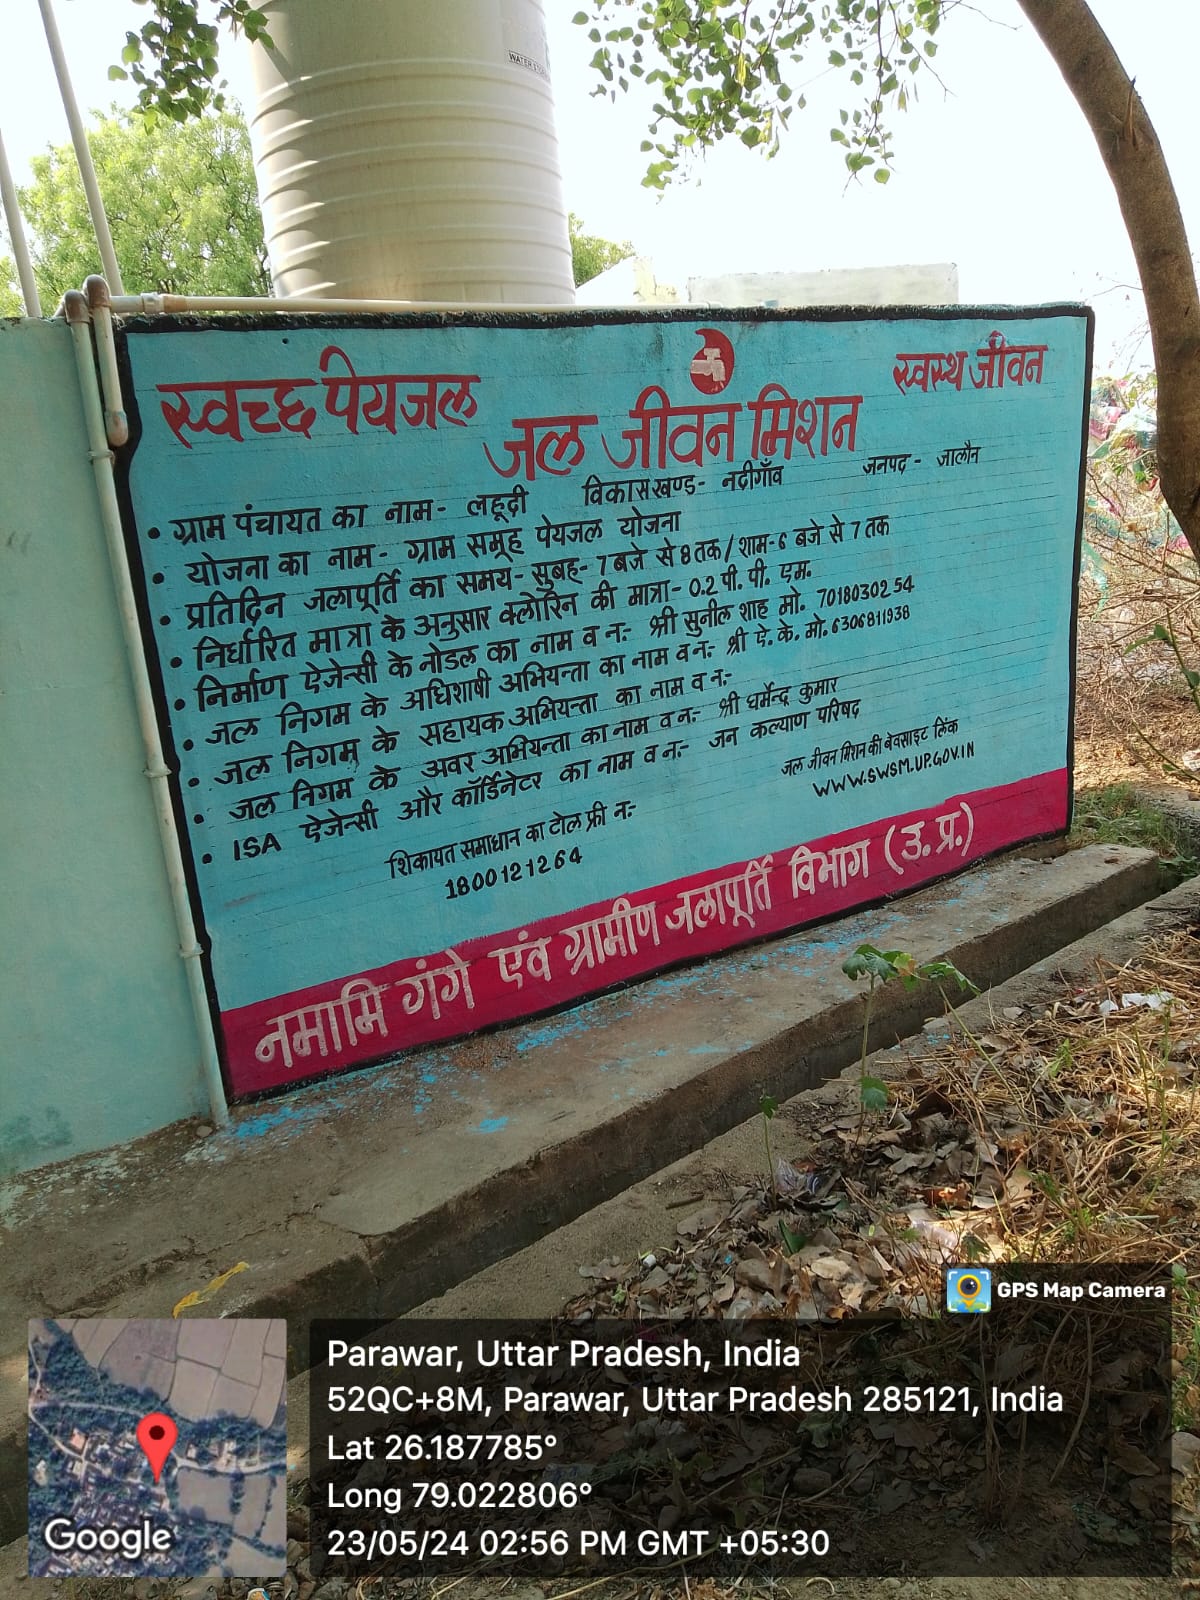 WATER STOR
स्वच्छ पेयजल
स्वस्थ जीवन
जल जीवन मिशन
• ग्राम पंचायत का नाम - लहूदी विकासखण्ड - नदीगाँव जनपद - जालौन
• योजना का नाम - ग्राम समूह पेयजल योजना
• प्रतिदिन जलापूर्ति का समय - सुबह - 7 बजे से 8 तक / शाम - 6 बजे से 7 तक
• निर्धारित मात्रा के अनुसार क्लोरिन की मात्रा - 0.2 पी. पी. एम.
• निर्माण ऐजेन्सी के नोडल का नाम व न:- श्री सुनील शाह मो. 7018030254
• जल निगम के अधिशाषी अभियन्ता का नाम व न:- श्री ऐ. के. मो. 6306811938
• जल निगम के सहायक अभियन्ता का नाम व न:-
• जल निगम के अवर अभियन्ता का नाम व न:- श्री धर्मेन्द्र कुमार
• ISA ऐजेन्सी और कॉर्डिनेटर का नाम व न:- जन कल्याण परिषद
जल जीवन मिशन की बेवसाइट लिंक
WWW.SWSM.UP.GOV.IN
शिकायत समाधान का टोल फ्री न:-
1800121264
नमामि गंगे एंव ग्रामीण जलापूर्ति विभाग (उ. प्र.)
GPS Map Camera
Parawar, Uttar Pradesh, India
52QC+8M, Parawar, Uttar Pradesh 285121, India
Lat 26.187785°
Long 79.022806°
23/05/24 02:56 PM GMT +05:30
Google